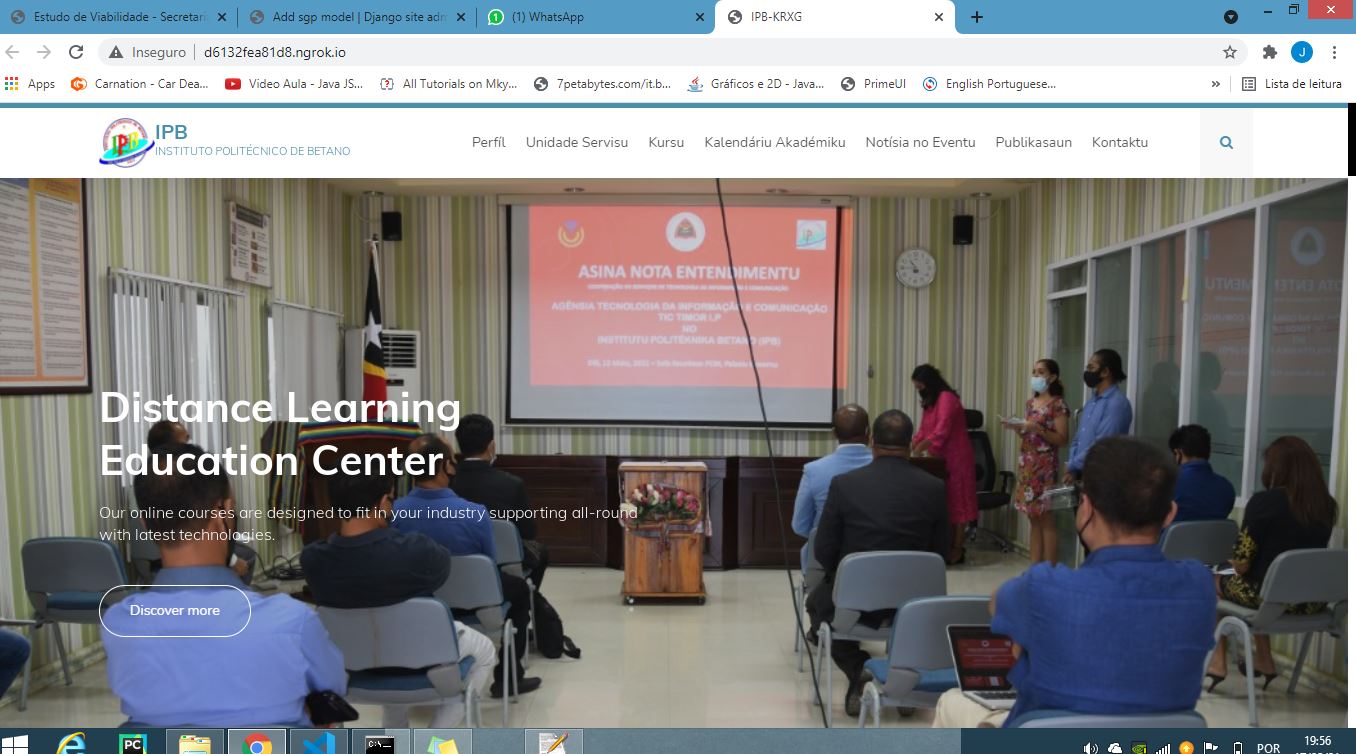 Estudo de Viabilidade - Secretari
Add sgp model | Django site adm
(1) WhatsApp
IPB-KRXG
Inseguro
d6132fea81d8.ngrok.io
J
Apps
Carnation - Car Dea...
Video Aula - Java JS...
All Tutorials on Mky...
7petabytes.com/it.b...
Gráficos e 2D - Java...
PrimeUI
English Portuguese...
»
Lista de leitura
IPB
INSTITUTO POLITÉCNICO DE BETANO
Perfíl
Unidade Servisu
Kursu
Kalendáriu Akadémiku
Notísia no Eventu
Publikasaun
Kontaktu
ASINA NOTA ENTENDIMENTU
AGÊNSIA TECNOLOGIA DA INFORMAÇÃO E COMUNICAÇÃO
TIC TIMOR I.P
NO
INSTITUTU POLITÉKNIKA BETANO (IPB)
Distance Learning
Education Center
Our online courses are designed to fit in your industry supporting all-round
with latest technologies.
Discover more
PC
POR
19:56